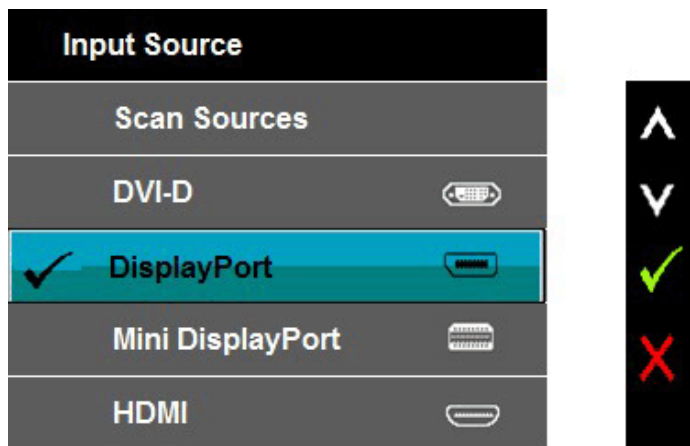 Input Source
Scan Sources
DVI-D
DisplayPort
Mini DisplayPort
HDMI